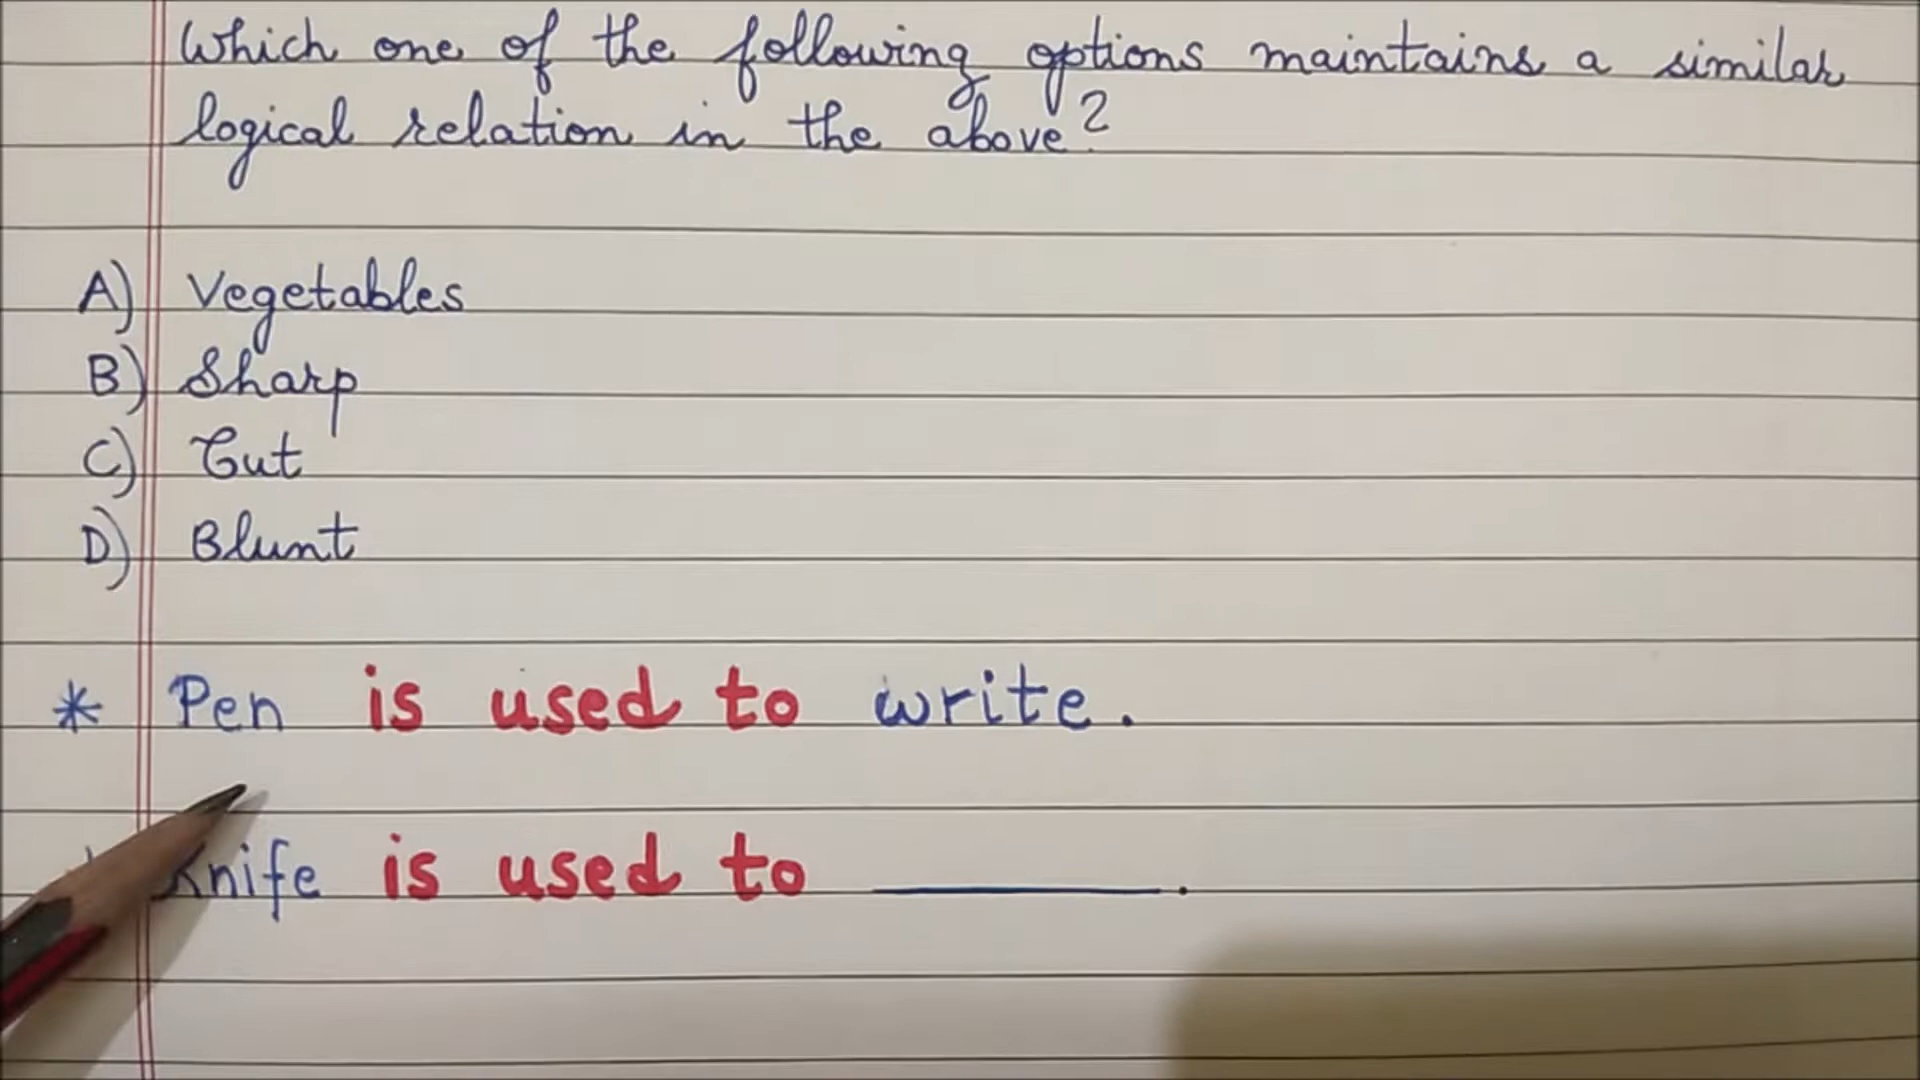 Which one of the following options maintains a similar
logical relation in the above?
A) Vegetables
B) Sharp
C) Cut
D) Blunt
* Pen is used to write.
Knife is used to ______.